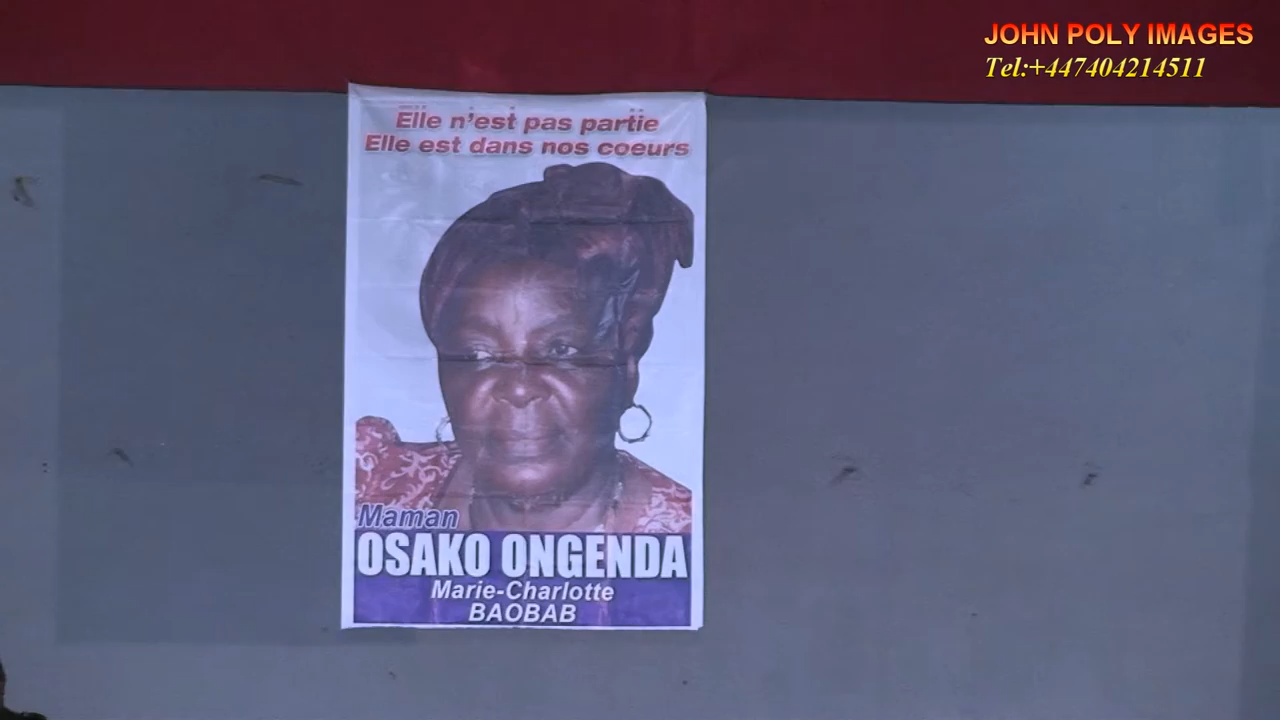 JOHN POLY IMAGES
Tel:+447404214511
Elle n'est pas partie
Elle est dans nos coeurs
Maman
OSAKO ONGENDA
Marie-Charlotte
BAOBAB